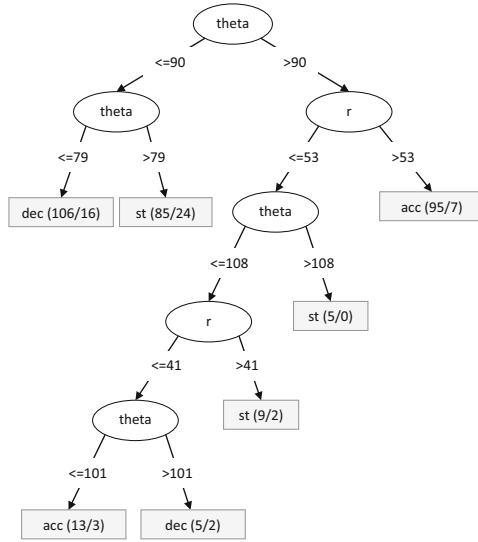 theta
<=90
>90
theta
r
<=79
>79
<=53
>53
dec (106/16)
st (85/24)
theta
acc (95/7)
<=108
>108
r
st (5/0)
<=41
>41
theta
st (9/2)
<=101
>101
acc (13/3)
dec (5/2)